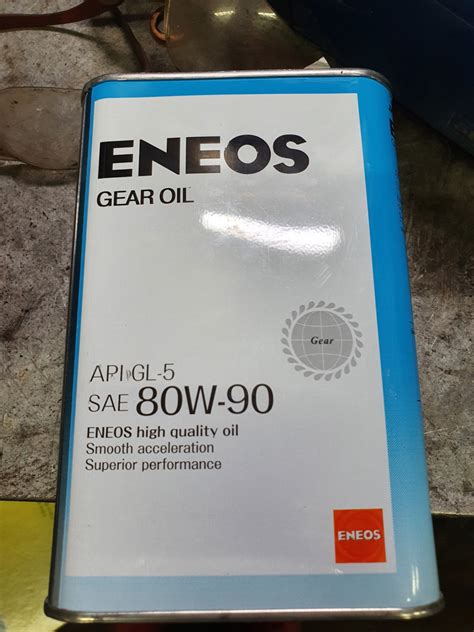 ENEOS
GEAR OIL
Gear
API GL-5
SAE 80W-90
ENEOS high quality oil
Smooth acceleration
Superior performance
ENEOS